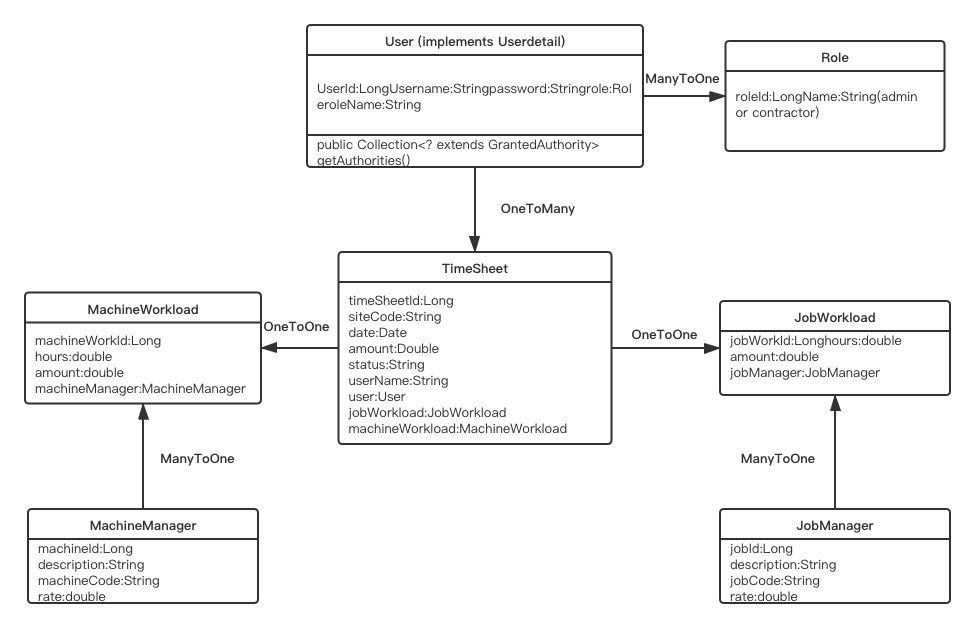 User (implements Userdetail)
UserId:LongUsername:Stringpassword:Stringrole:Rol
eroleName:String
public Collection<? extends GrantedAuthority>
getAuthorities()
ManyToOne
Role
roleId:LongName:String(admin
or contractor)
OneToMany
TimeSheet
timeSheetId:Long
siteCode:String
date:Date
amount:Double
status:String
userName:String
user:User
jobWorkload:JobWorkload
machineWorkload:MachineWorkload
OneToOne
MachineWorkload
machineWorkId:Long
hours:double
amount:double
machineManager:MachineManager
OneToOne
JobWorkload
jobWorkId:Longhours:double
amount:double
jobManager:JobManager
ManyToOne
MachineManager
machineId:Long
description:String
machineCode:String
rate:double
ManyToOne
JobManager
jobId:Long
description:String
jobCode:String
rate:double